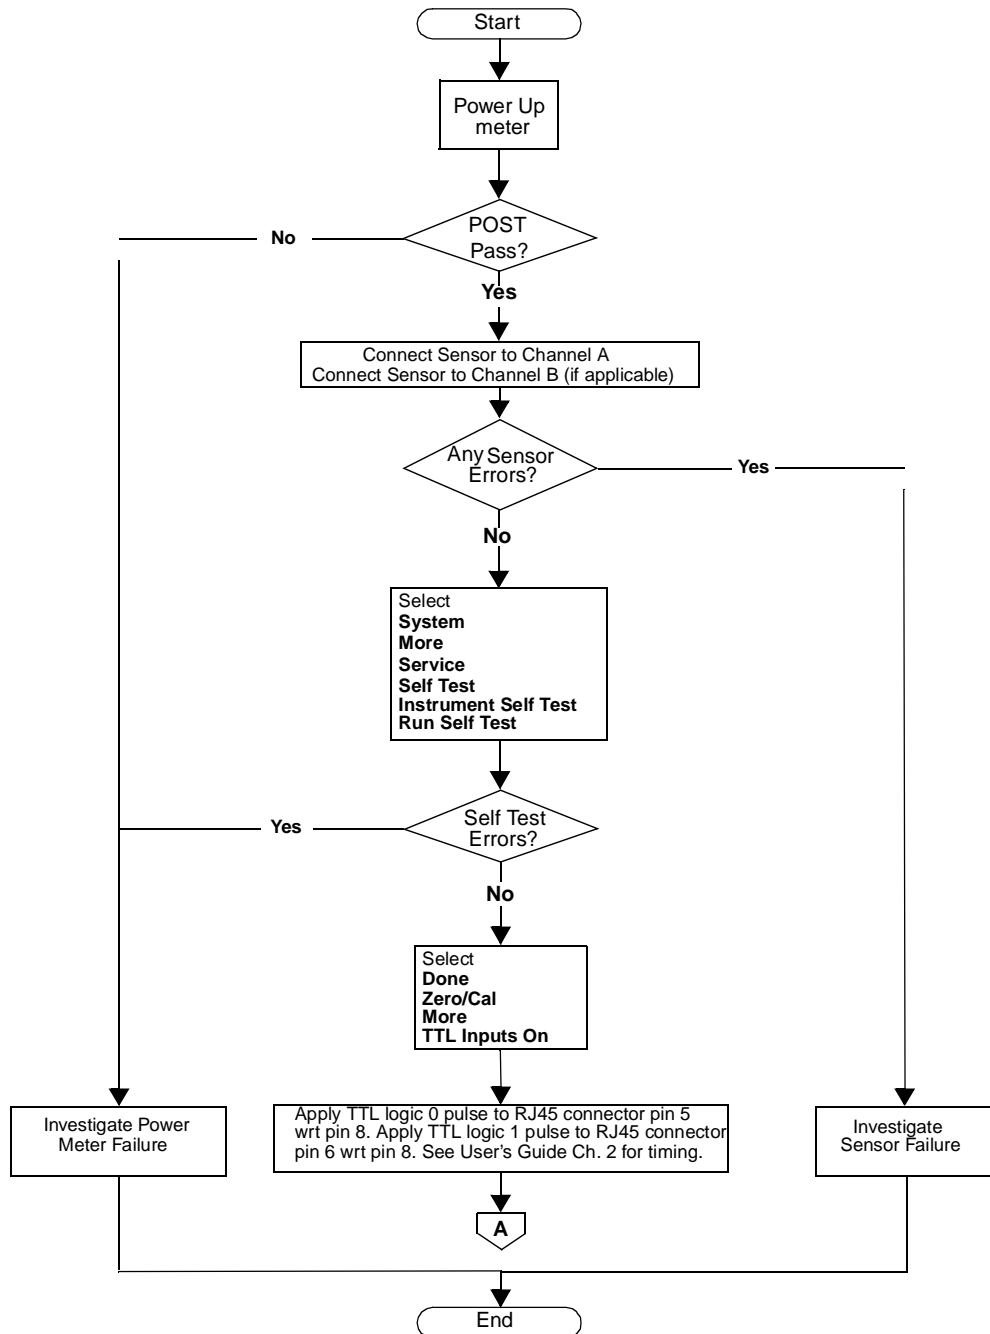 Start
Power Up
meter
POST
Pass?
No
Yes
Connect Sensor to Channel A
Connect Sensor to Channel B (if applicable)
Any Sensor
Errors?
Yes
No
Select
System
More
Service
Self Test
Instrument Self Test
Run Self Test
Self Test
Errors?
Yes
No
Select
Done
Zero/Cal
More
TTL Inputs On
Investigate Power
Meter Failure
Apply TTL logic 0 pulse to RJ45 connector pin 5
wrt pin 8. Apply TTL logic 1 pulse to RJ45 connector
pin 6 wrt pin 8. See User's Guide Ch. 2 for timing.
Investigate
Sensor Failure
A
End